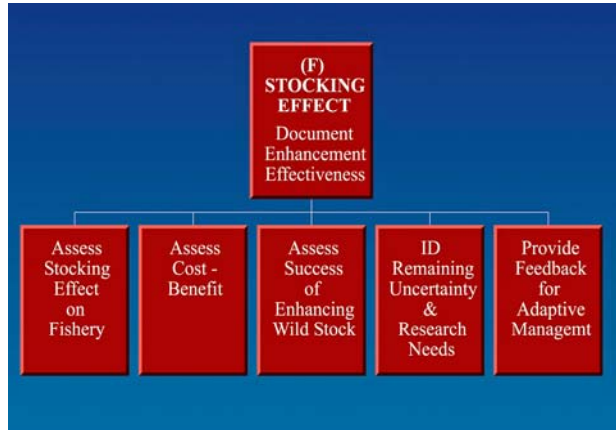 (F)
STOCKING
EFFECT
Document
Enhancement
Effectiveness
Assess
Stocking
Effect
on
Fishery
Assess
Cost -
Benefit
Assess
Success
of
Enhancing
Wild Stock
ID
Remaining
Uncertainty
&
Research
Needs
Provide
Feedback
for
Adaptive
Managemt